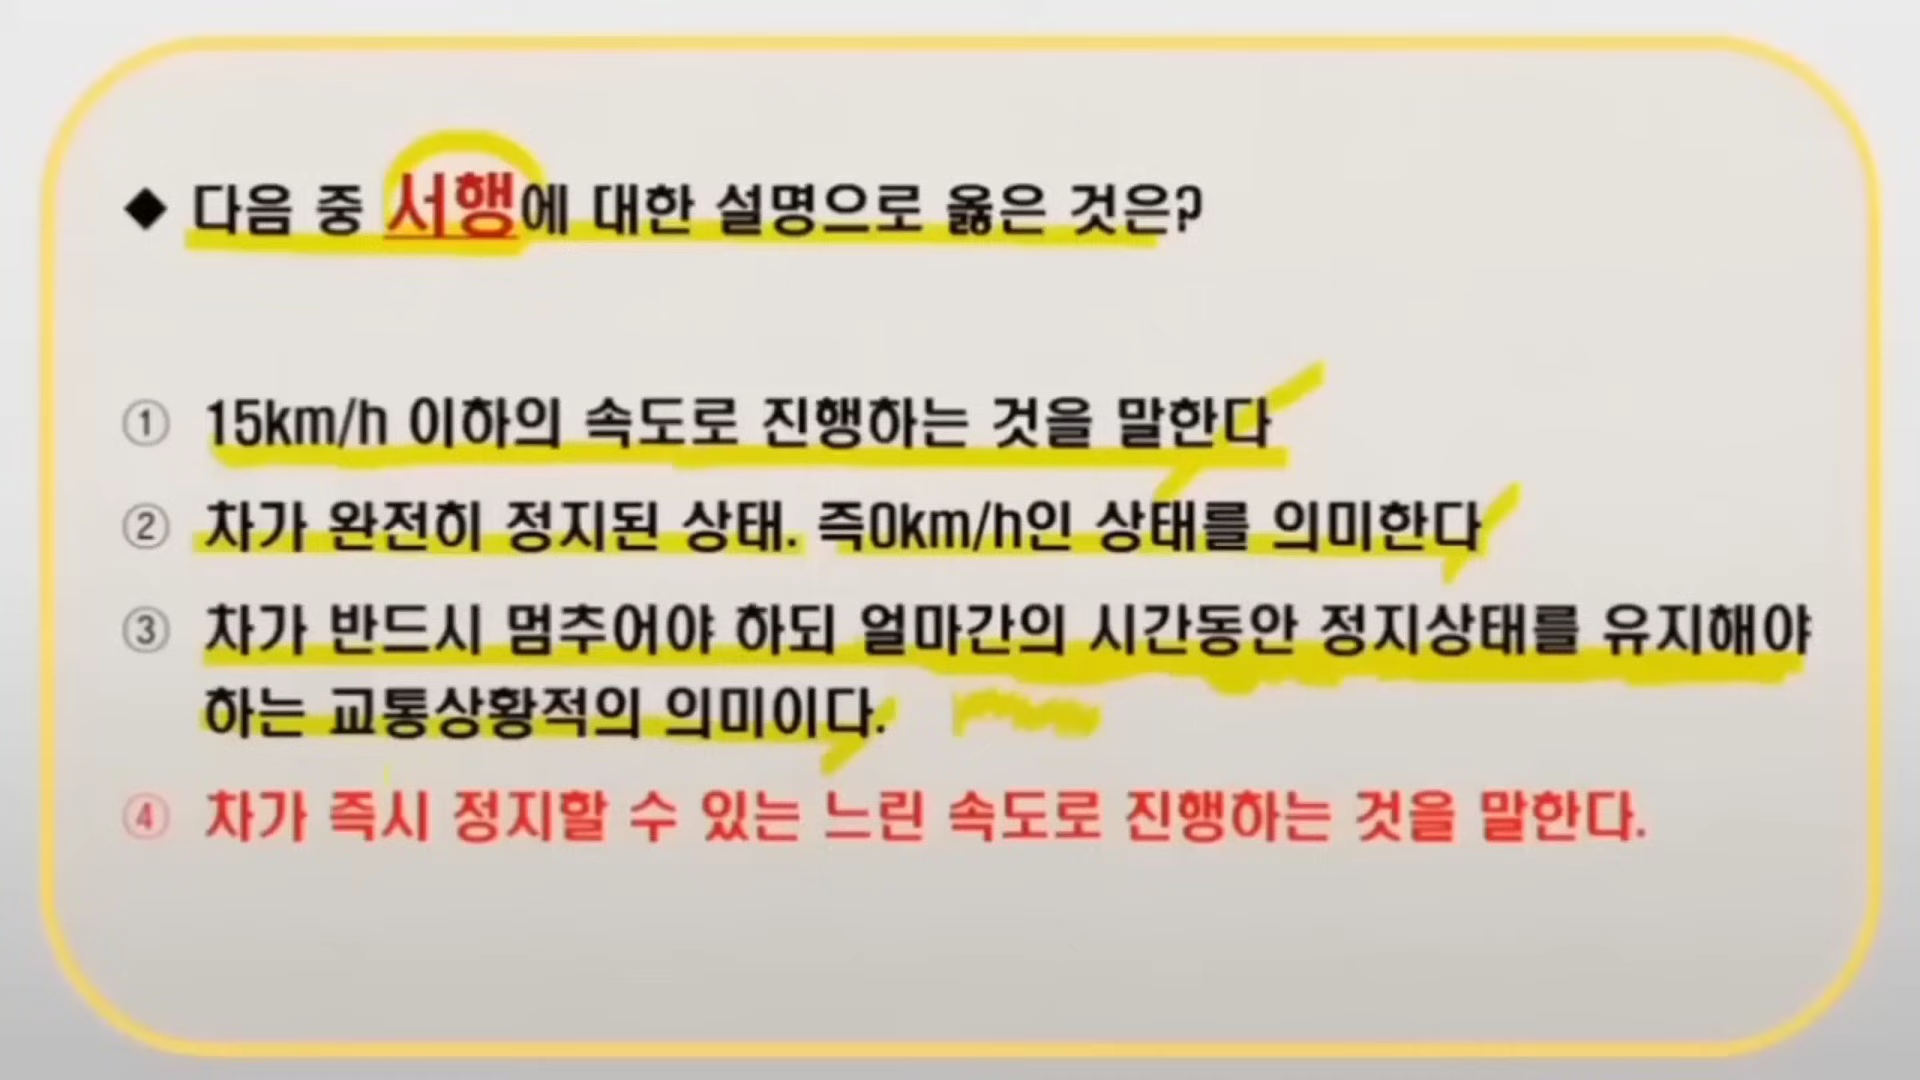 ◆ 다음 중 서행에 대한 설명으로 옳은 것은?
① 15km/h 이하의 속도로 진행하는 것을 말한다
② 차가 완전히 정지된 상태. 즉0km/h인 상태를 의미한다
③ 차가 반드시 멈추어야 하되 얼마간의 시간동안 정지상태를 유지해야
하는 교통상황적의 의미이다.
④ 차가 즉시 정지할 수 있는 느린 속도로 진행하는 것을 말한다.